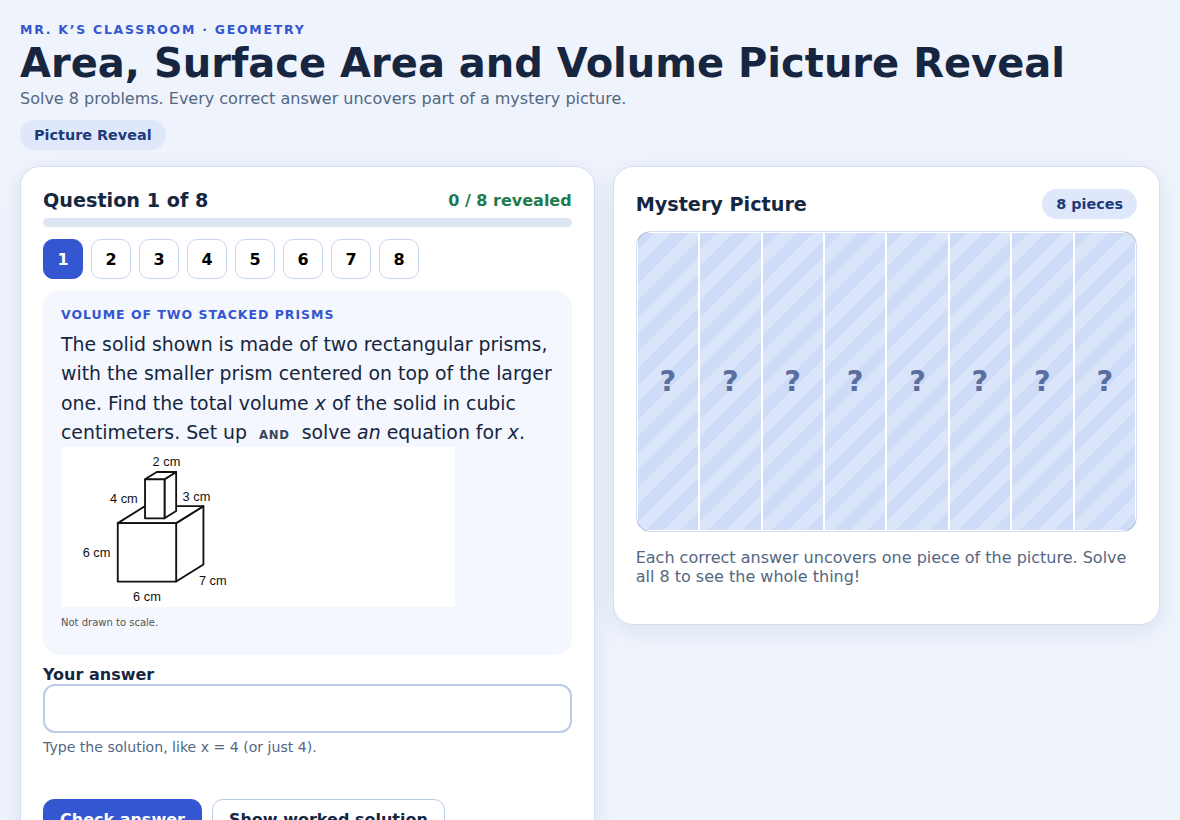 MR. K’S CLASSROOM · GEOMETRY
Area, Surface Area and Volume Picture Reveal
Solve 8 problems. Every correct answer uncovers part of a mystery picture.
Picture Reveal
Question 1 of 8
0 / 8 revealed
1 2 3 4 5 6 7 8
VOLUME OF TWO STACKED PRISMS
The solid shown is made of two rectangular prisms,
with the smaller prism centered on top of the larger
one. Find the total volume x of the solid in cubic
centimeters. Set up AND solve an equation for x.
2 cm
4 cm
3 cm
6 cm
7 cm
6 cm
Not drawn to scale.
Your answer
Type the solution, like x = 4 (or just 4).
Check answer
Show worked solution
Mystery Picture
8 pieces
? ? ? ? ? ? ? ?
Each correct answer uncovers one piece of the picture. Solve
all 8 to see the whole thing!